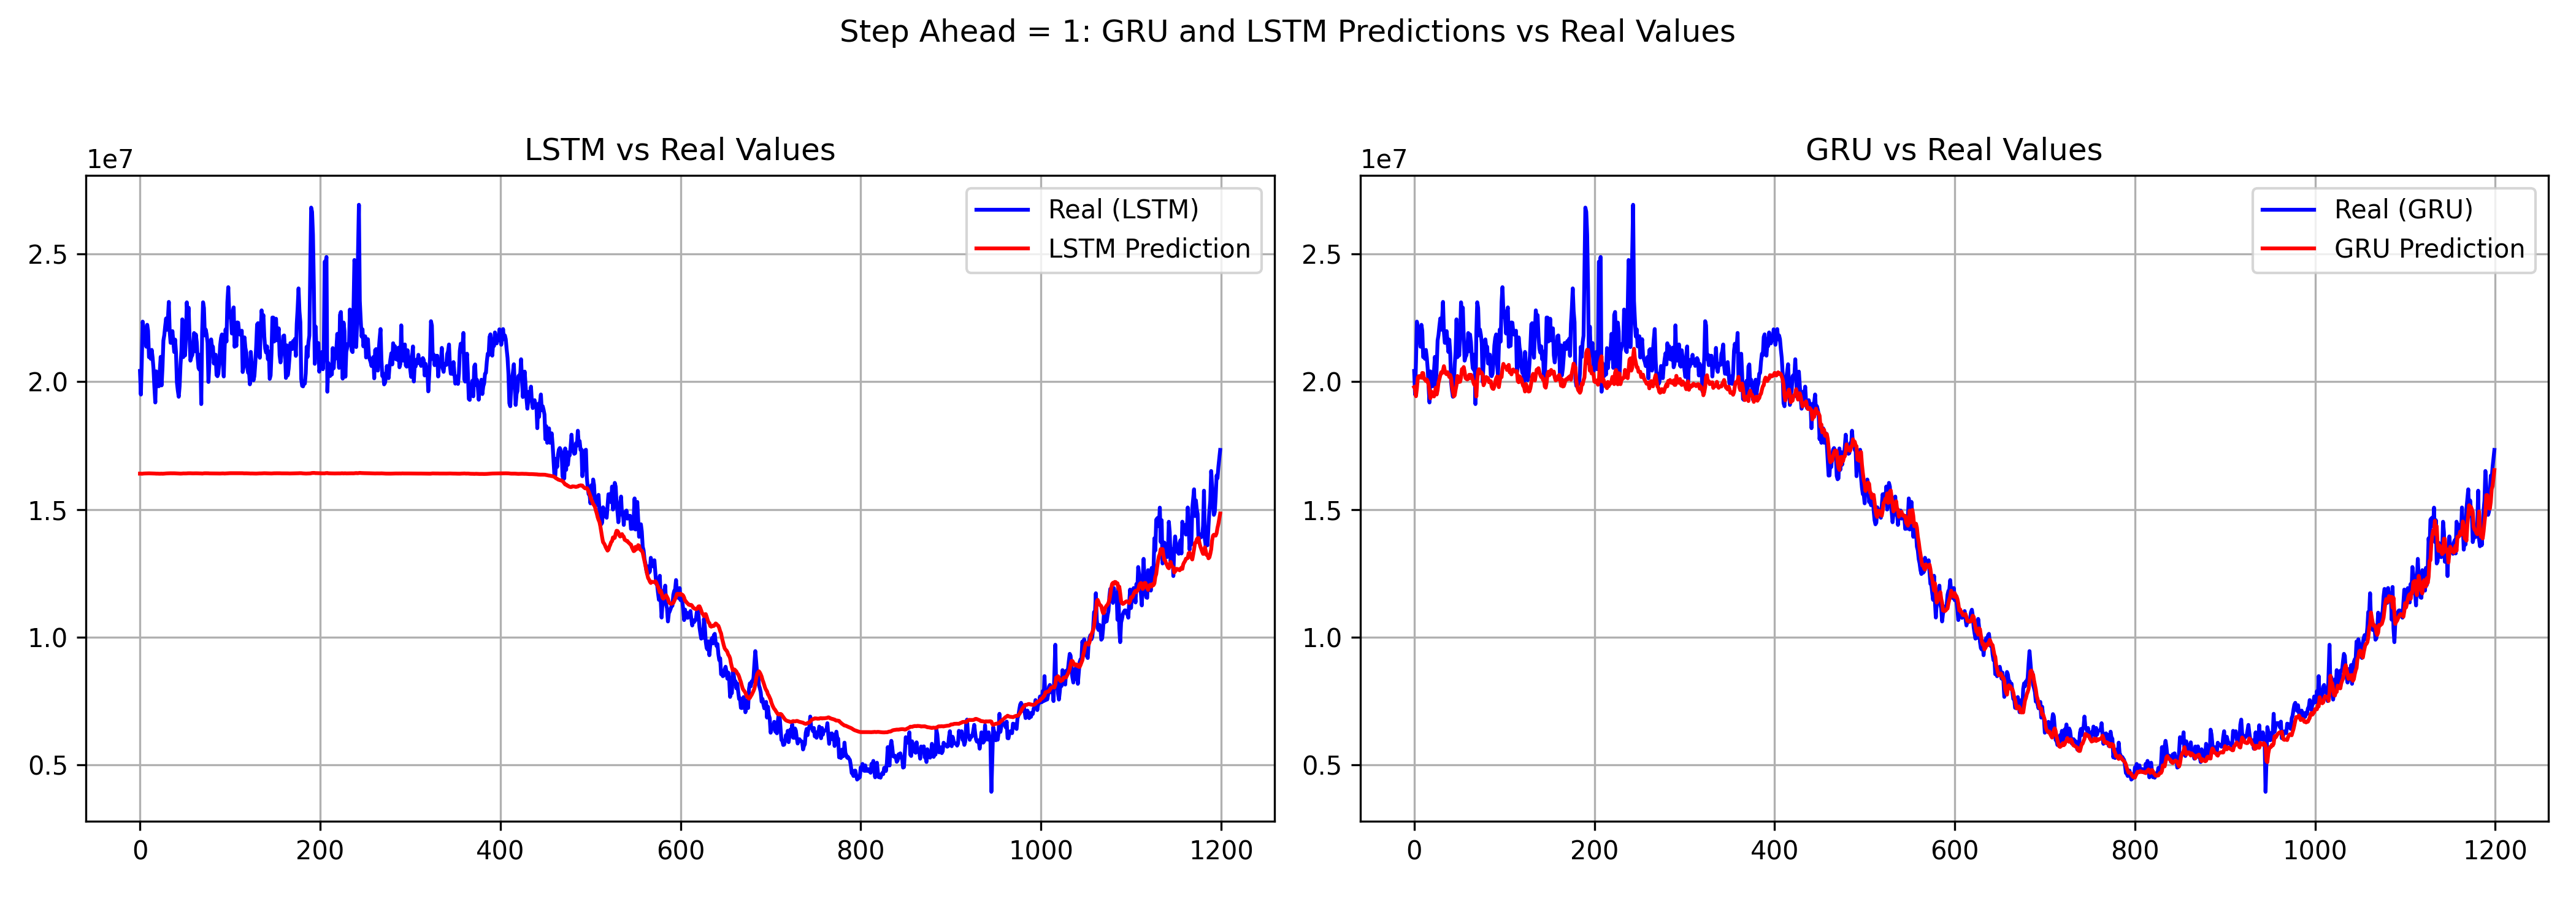 Step Ahead = 1: GRU and LSTM Predictions vs Real Values
LSTM vs Real Values
1e7
Real (LSTM)
LSTM Prediction
2.5
2.0
1.5
1.0
0.5
0 200 400 600 800 1000 1200
GRU vs Real Values
1e7
Real (GRU)
GRU Prediction
2.5
2.0
1.5
1.0
0.5
0 200 400 600 800 1000 1200